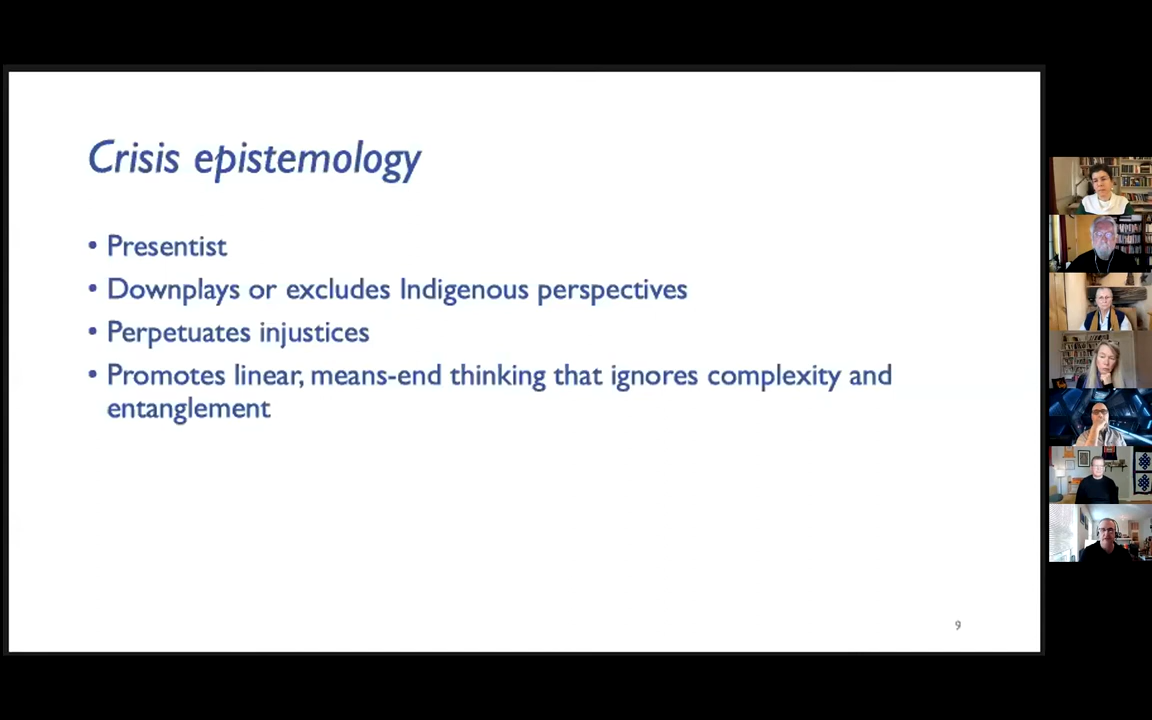 Crisis epistemology
• Presentist
• Downplays or excludes Indigenous perspectives
• Perpetuates injustices
• Promotes linear, means-end thinking that ignores complexity and
entanglement
9